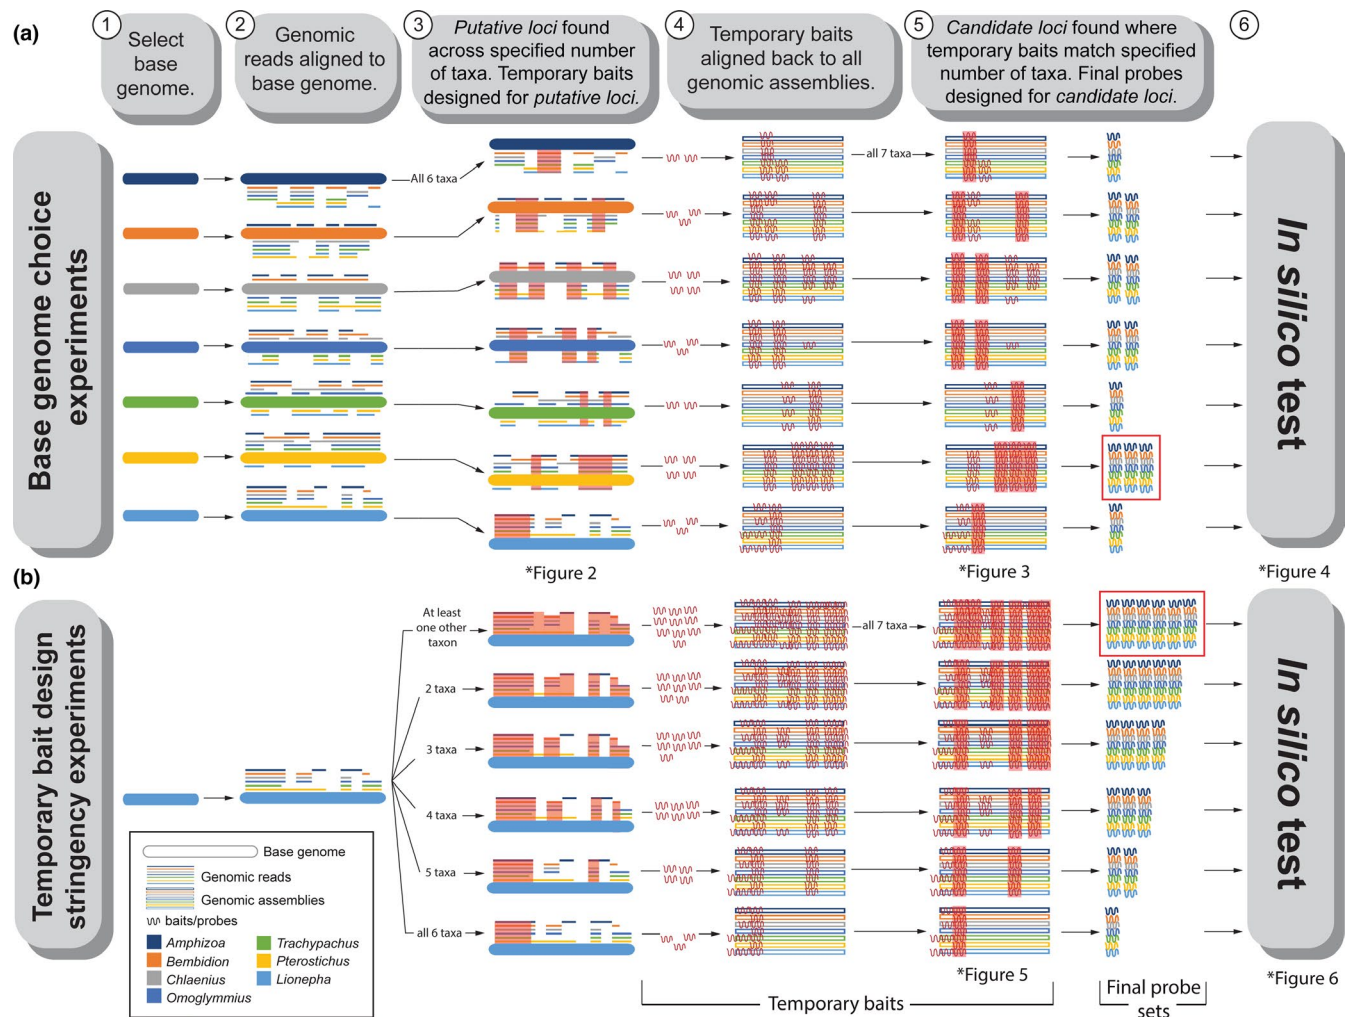 (a)
1
Select
base
genome.
2
Genomic
reads aligned to
base genome.
3
Putative loci found
across specified number
of taxa. Temporary baits
designed for putative loci.
4
Temporary baits
aligned back to all
genomic assemblies.
5
Candidate loci found where
temporary baits match specified
number of taxa. Final probes
designed for candidate loci.
6
Base genome choice
experiments
All 6 taxa
all 7 taxa
In silico test
*Figure 2
*Figure 3
*Figure 4
(b)
Temporary bait design
stringency experiments
At least
one other
taxon
2 taxa
3 taxa
4 taxa
5 taxa
all 6 taxa
all 7 taxa
In silico test
Base genome
Genomic reads
Genomic assemblies
baits/probes
Amphizoa
Bembidion
Chlaenius
Omoglymmius
Trachypachus
Pterostichus
Lionepha
*Figure 5
*Figure 6
Temporary baits
Final probe
sets